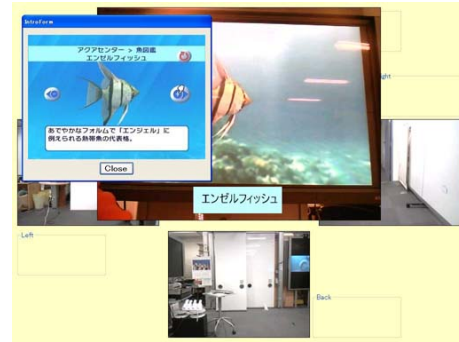 IntroForm
アクアセンター > 魚図鑑
エンゼルフィッシュ
あでやかなフォルムで「エンジェル」に
例えられる熱帯魚の代表格。
Close
エンゼルフィッシュ
Left
Back